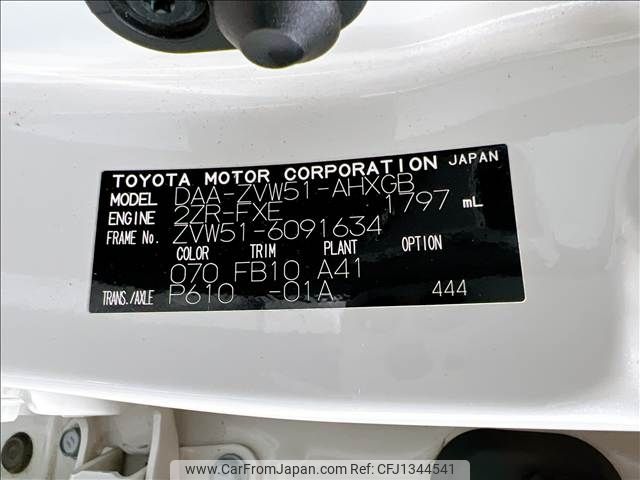 TOYOTA MOTOR CORPORATION JAPAN
MODEL DAA-ZVW51-AHXGB
ENGINE 2ZR-FXE 1797 mL
FRAME No. ZVW51-6091634
COLOR TRIM PLANT OPTION
070 FB10 A41
TRANS./AXLE P610 -01A 444
www.CarFromJapan.com CFJ1344541